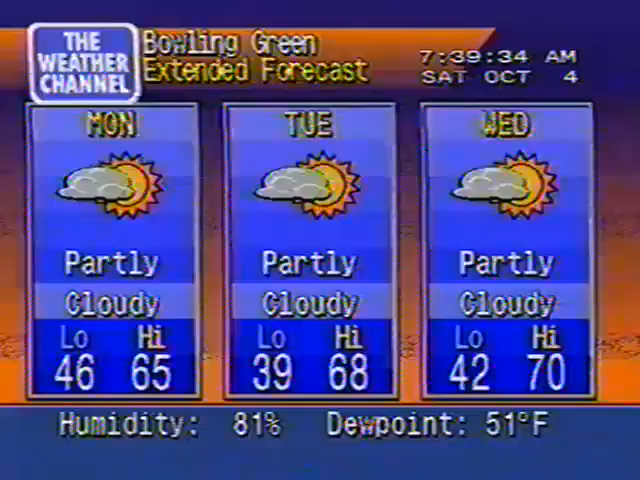 THE
WEATHER
CHANNEL
Bowling Green
Extended Forecast
7:39:34 AM
SAT OCT 4
MON
Partly
Cloudy
Lo Hi
46 65
TUE
Partly
Cloudy
Lo Hi
39 68
WED
Partly
Cloudy
Lo Hi
42 70
Humidity: 81% Dewpoint: 51°F